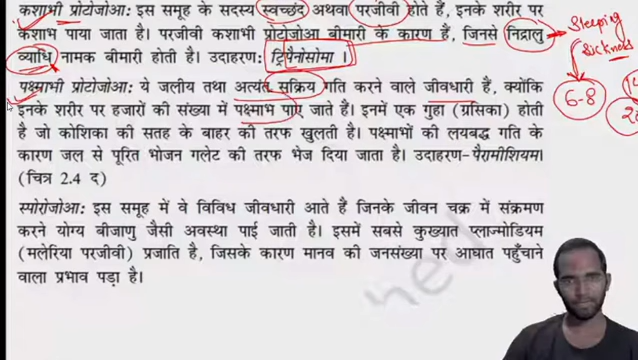 कशाभी प्रोटोजोआ: इस समूह के सदस्य स्वच्छंद अथवा परजीवी होते हैं, इनके शरीर पर
कशाभ पाया जाता है। परजीवी कशाभी प्रोटोजोआ बीमारी के कारण हैं, जिनसे निद्रालु
व्याधि नामक बीमारी होती है। उदाहरण: ट्रिपैनोसोमा ।
Sleeping
Sickness
6-8
पक्ष्माभी प्रोटोजोआ: ये जलीय तथा अत्यंत सक्रिय गति करने वाले जीवधारी हैं, क्योंकि
इनके शरीर पर हजारों की संख्या में पक्ष्माभ पाए जाते हैं। इनमें एक गुहा (ग्रसिका) होती
है जो कोशिका की सतह के बाहर की तरफ खुलती है। पक्ष्माभों की लयबद्ध गति के
कारण जल से पूरित भोजन गलेट की तरफ भेज दिया जाता है। उदाहरण-पैरामीशियम।
(चित्र 2.4 द)
स्पोरोजोआ: इस समूह में वे विविध जीवधारी आते हैं जिनके जीवन चक्र में संक्रमण
करने योग्य बीजाणु जैसी अवस्था पाई जाती है। इसमें सबसे कुख्यात प्लाज्मोडियम
(मलेरिया परजीवी) प्रजाति है, जिसके कारण मानव की जनसंख्या पर आघात पहुँचाने
वाला प्रभाव पड़ा है।